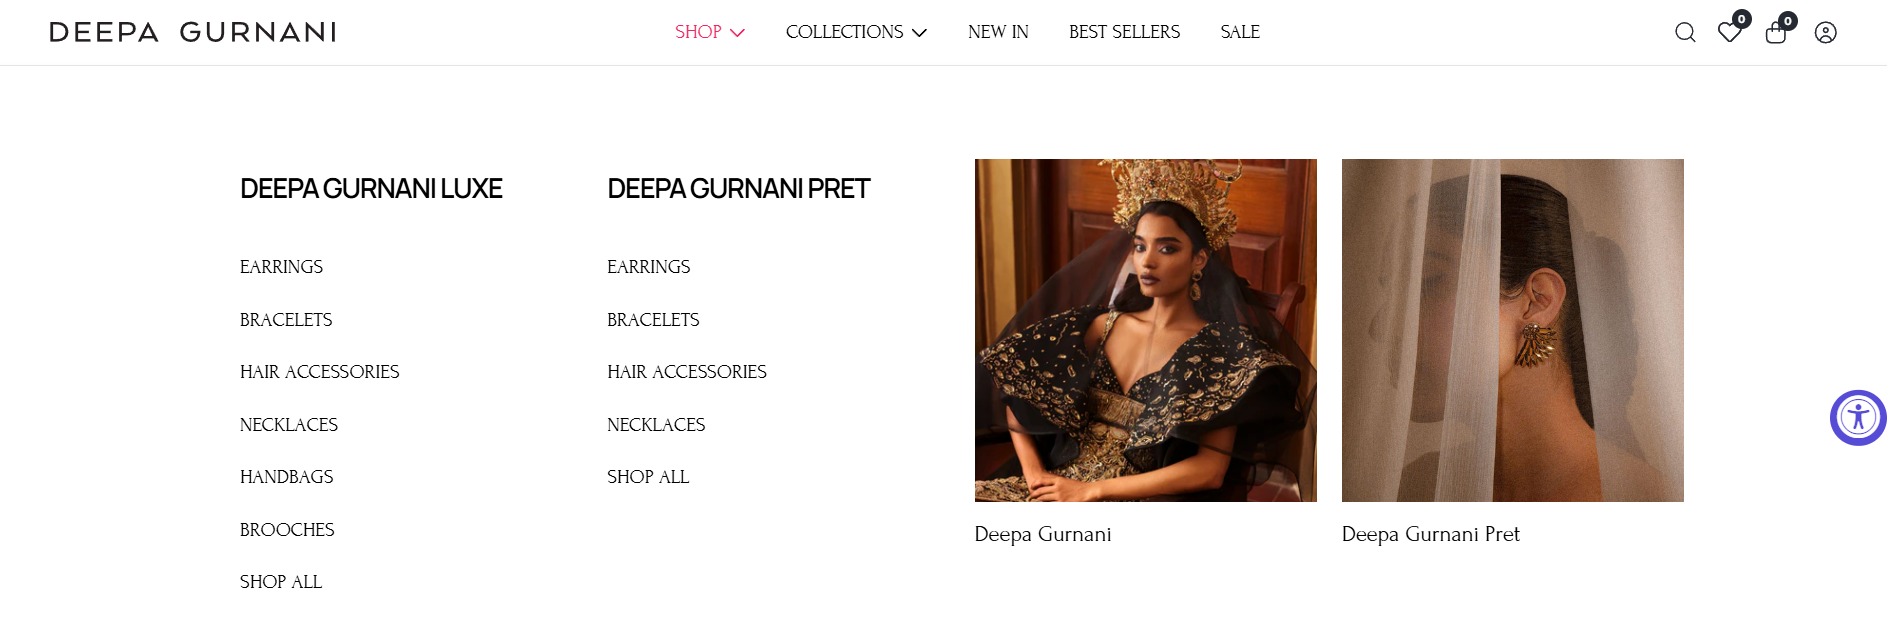 DEEPA GURNANI
SHOP
COLLECTIONS
NEW IN
BEST SELLERS
SALE
0
0
DEEPA GURNANI LUXE
EARRINGS
BRACELETS
HAIR ACCESSORIES
NECKLACES
HANDBAGS
BROOCHES
SHOP ALL
DEEPA GURNANI PRET
EARRINGS
BRACELETS
HAIR ACCESSORIES
NECKLACES
SHOP ALL
Deepa Gurnani
Deepa Gurnani Pret